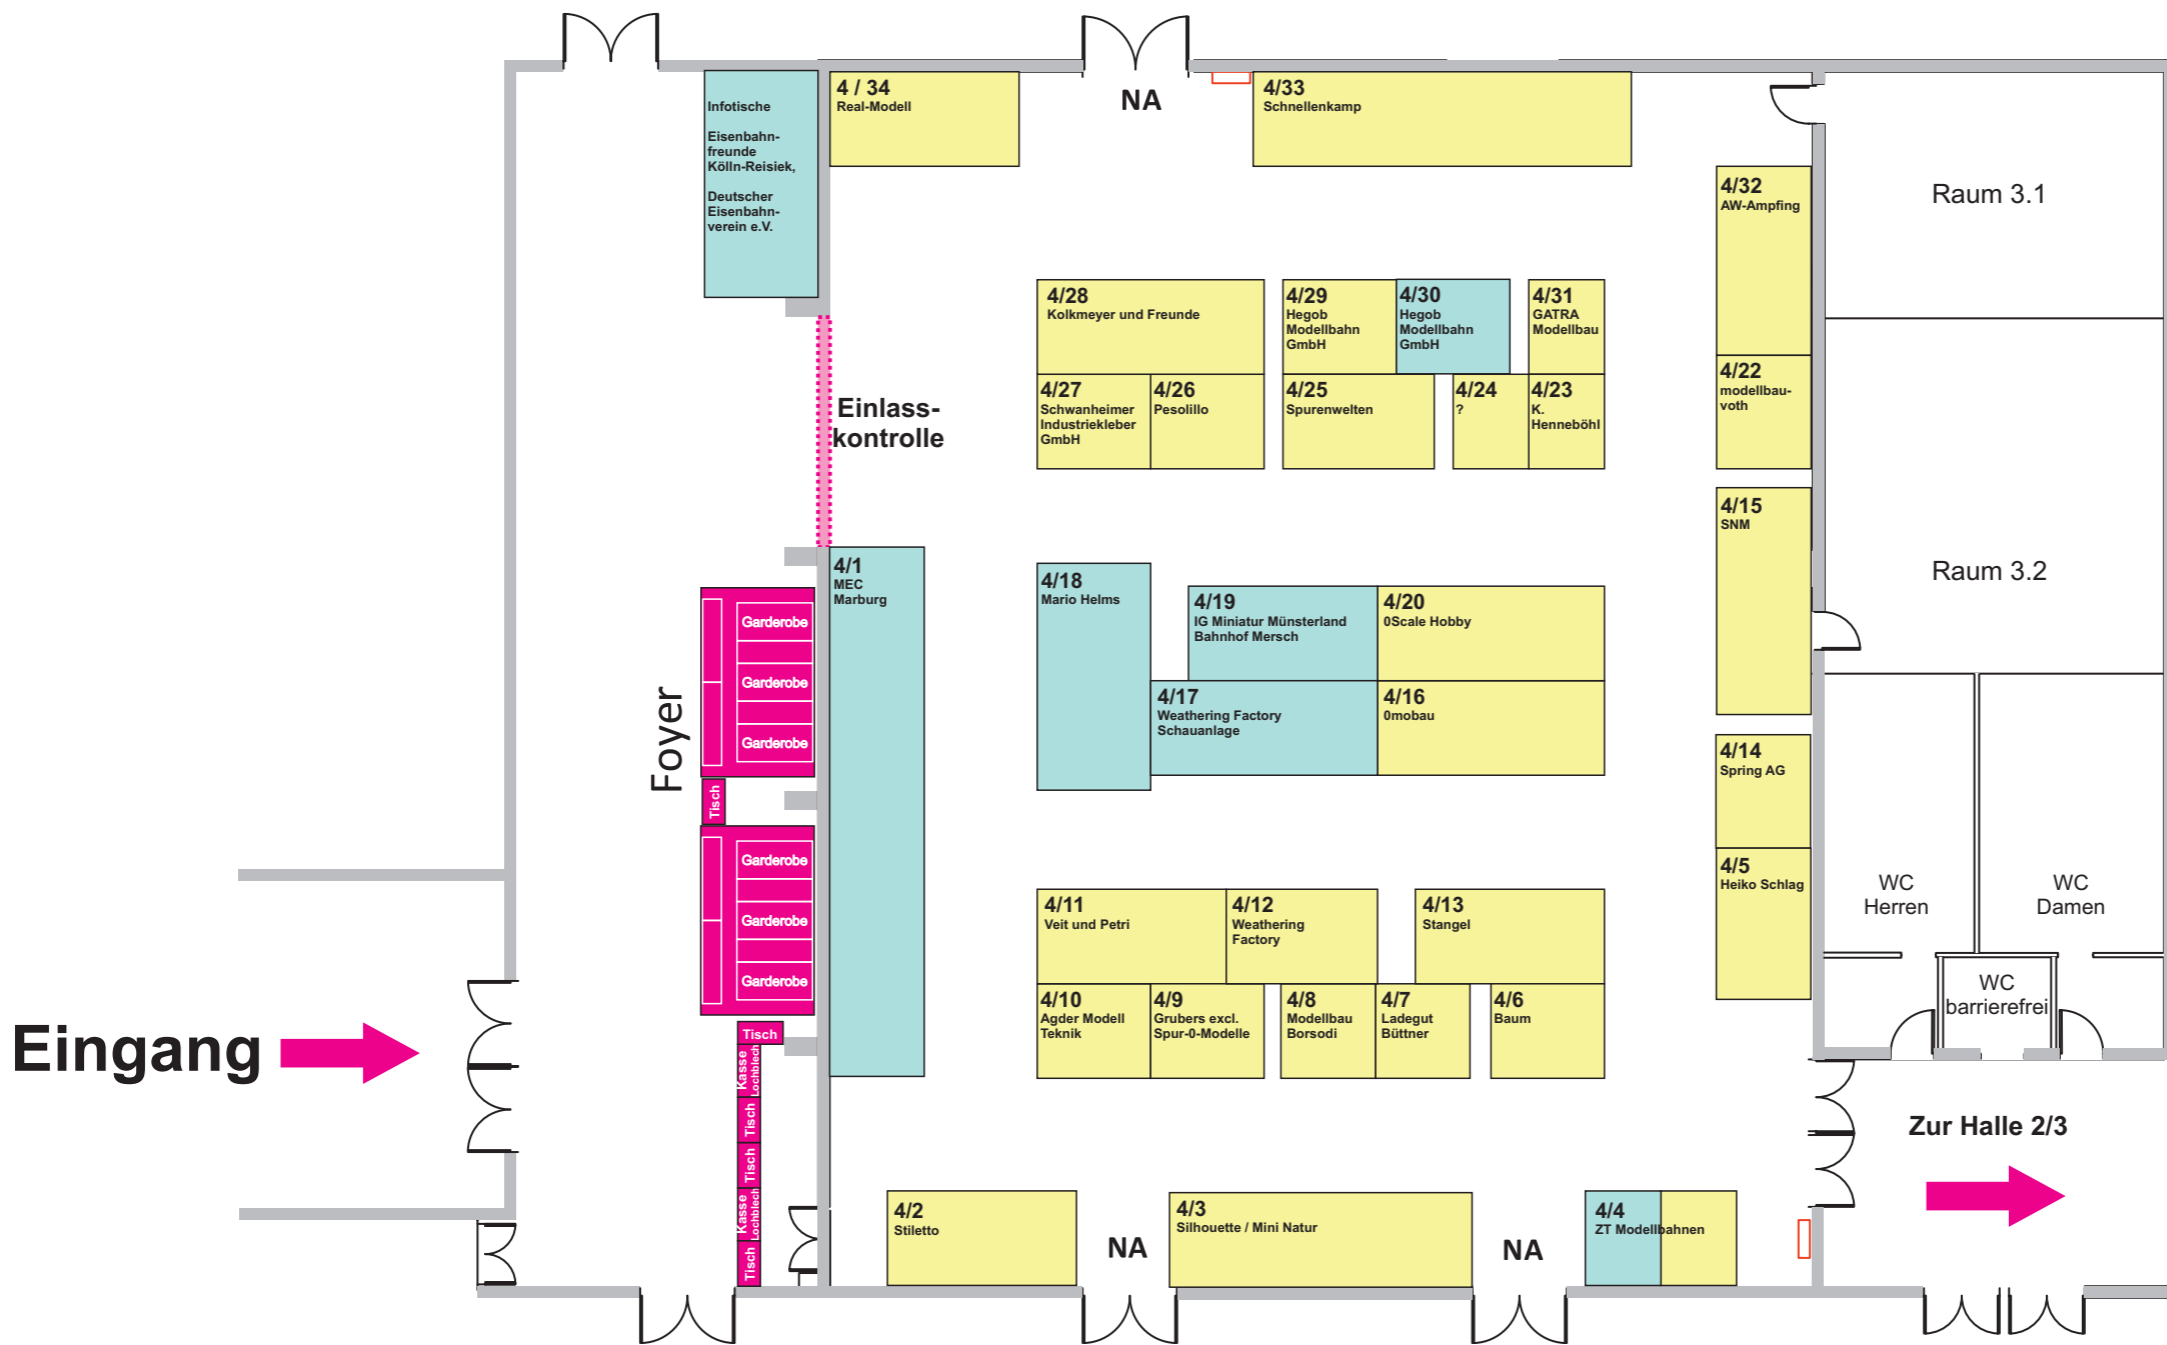 Infotische
Eisenbahn-
freunde
Kölln-Reisiek,
Deutscher
Eisenbahn-
verein e.V.
4 / 34
Real-Modell
NA
4/33
Schnellenkamp
Raum 3.1
4/32
AW-Ampfing
4/28
Kolkmeyer und Freunde
4/29
Hegob
Modellbahn
GmbH
4/30
Hegob
Modellbahn
GmbH
4/31
GATRA
Modellbau
4/22
modellbau-
voth
4/27
Schwanheimer
Industriekleber
GmbH
4/26
Pesolillo
4/25
Spurenwelten
4/24
?
4/23
K.
Henneböhl
Einlass-
kontrolle
4/15
SNM
Raum 3.2
4/1
MEC
Marburg
4/18
Mario Helms
4/19
IG Miniatur Münsterland
Bahnhof Mersch
4/20
0Scale Hobby
4/17
Weathering Factory
Schauanlage
4/16
0mobau
Foyer
Garderobe
Garderobe
Garderobe
Tisch
Garderobe
Garderobe
Garderobe
4/14
Spring AG
4/5
Heiko Schlag
WC
Herren
WC
Damen
WC
barrierefrei
4/11
Veit und Petri
4/12
Weathering
Factory
4/13
Stangel
4/10
Agder Modell
Teknik
4/9
Grubers excl.
Spur-0-Modelle
4/8
Modellbau
Borsodi
4/7
Ladegut
Büttner
4/6
Baum
Eingang
Tisch
Kasse
Lochblech
Tisch
Tisch
Kasse
Lochblech
Tisch
Zur Halle 2/3
4/2
Stiletto
NA
4/3
Silhouette / Mini Natur
NA
4/4
ZT Modellbahnen